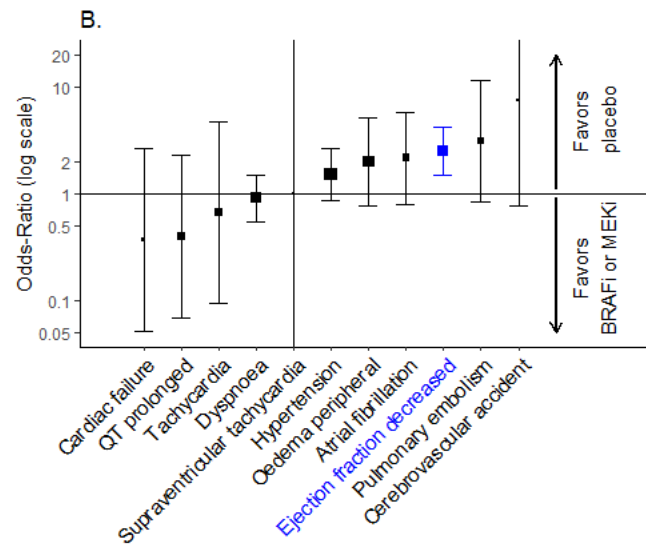 B.
Odds-Ratio (log scale)
20
10
2
1
0.5
0.1
0.05
Favors
placebo
Favors
BRAFi or MEKi
Cardiac failure
QT prolonged
Tachycardia
Dyspnoea
Supraventricular tachycardia
Hypertension
Oedema peripheral
Atrial fibrillation
Ejection fraction decreased
Pulmonary embolism
Cerebrovascular accident